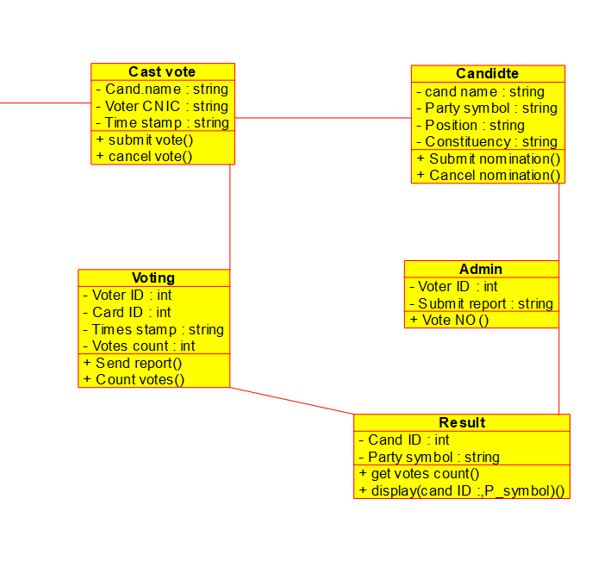 Cast vote
- Cand.name : string
- Voter CNIC : string
- Time stamp : string
+ submit vote()
+ cancel vote()
Candidte
- cand name : string
- Party symbol : string
- Position : string
- Constituency : string
+ Submit nomination()
+ Cancel nomination()
Voting
- Voter ID : int
- Card ID : int
- Times stamp : string
- Votes count : int
+ Send report()
+ Count votes()
Admin
- Voter ID : int
- Submit report : string
+ Vote NO()
Result
- Cand ID : int
- Party symbol : string
+ get votes count()
+ display(cand ID :,P_symbol)()